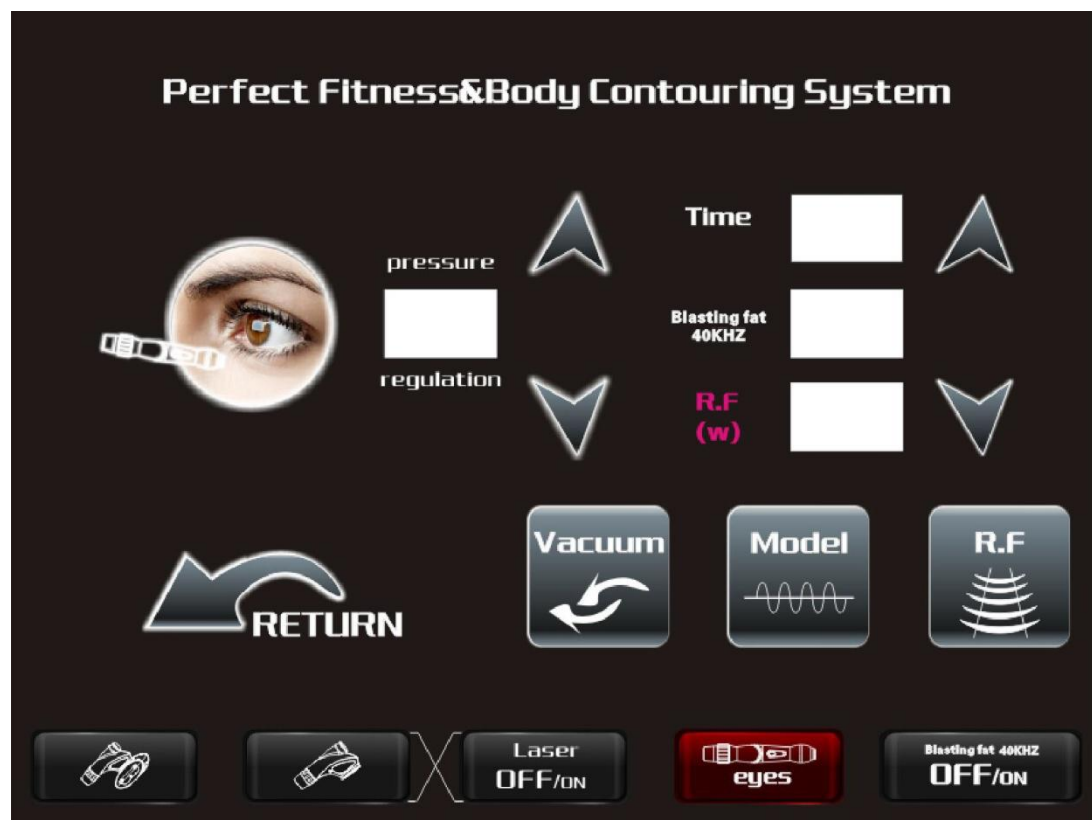 Perfect Fitness&Body Contouring System
pressure
regulation
Time
Blasting fat
40KHZ
R.F
(w)
RETURN
Vacuum
Model
R.F
Laser
OFF/ON
eyes
Blasting fat 40KHZ
OFF/ON